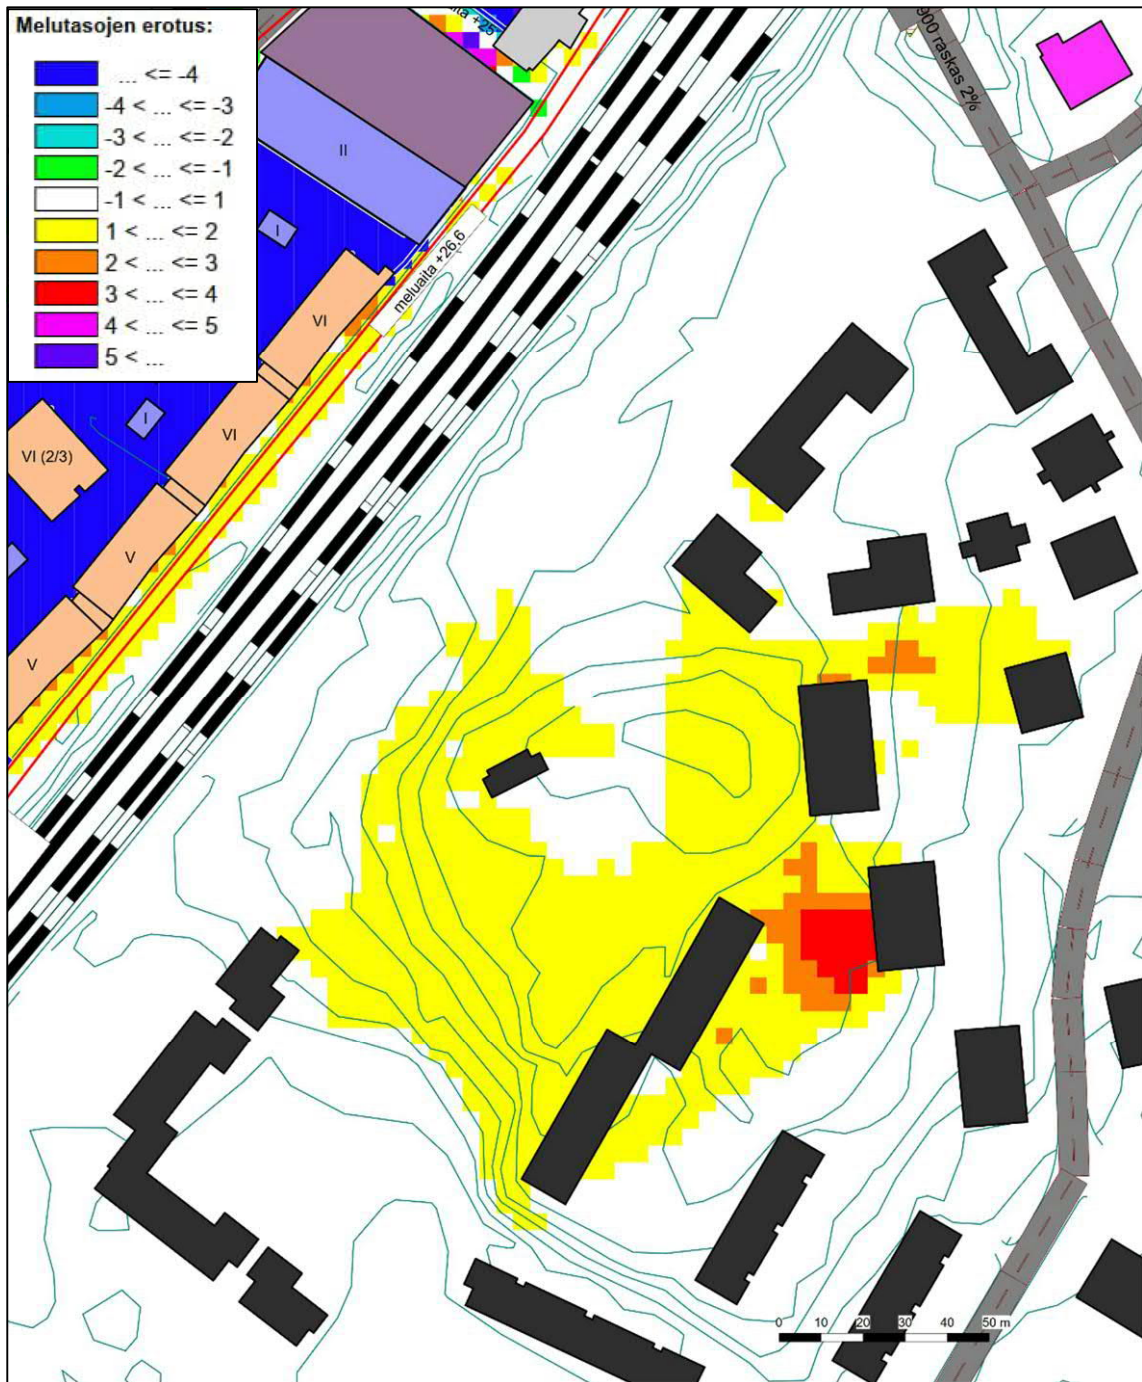 Melutasojen erotus:
... <= -4
-4 < ... <= -3
-3 < ... <= -2
-2 < ... <= -1
-1 < ... <= 1
1 < ... <= 2
2 < ... <= 3
3 < ... <= 4
4 < ... <= 5
5 < ...
+25
900 raskas 2%
II
I
meluaita +26,6
VI
I
VI
VI (2/3)
V
V
0 10 20 30 40 50 m